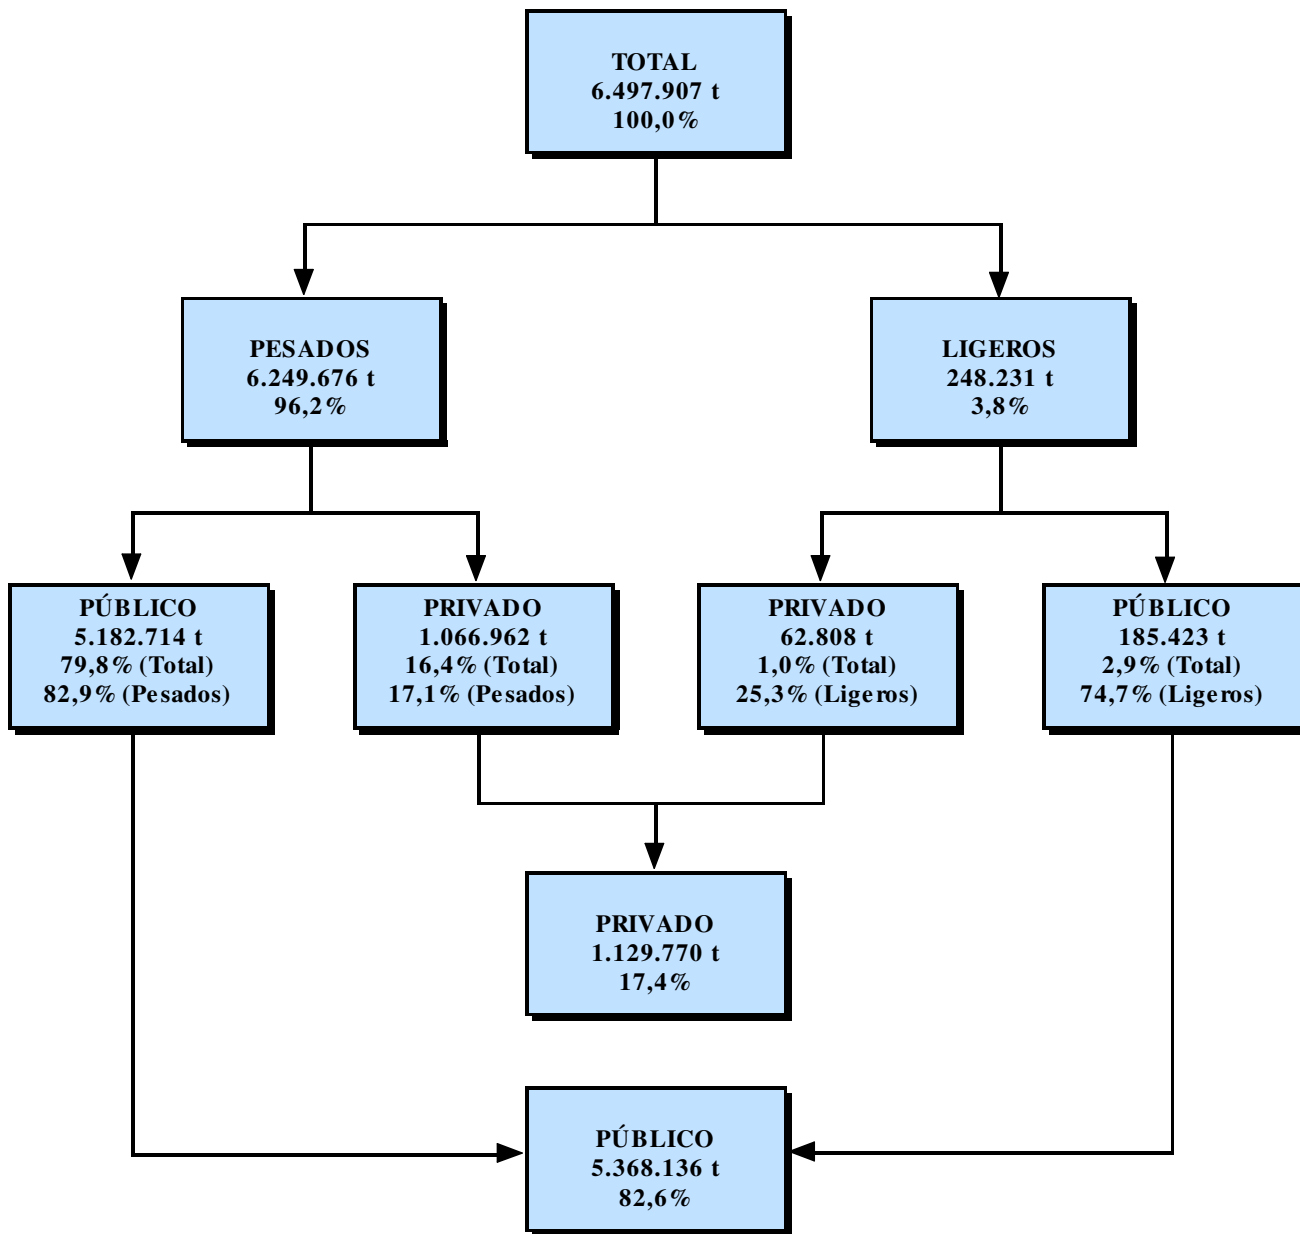 TOTAL
6.497.907 t
100,0%
PESADOS
6.249.676 t
96,2%
LIGEROS
248.231 t
3,8%
PÚBLICO
5.182.714 t
79,8% (Total)
82,9% (Pesados)
PRIVADO
1.066.962 t
16,4% (Total)
17,1% (Pesados)
PRIVADO
62.808 t
1,0% (Total)
25,3% (Ligeros)
PÚBLICO
185.423 t
2,9% (Total)
74,7% (Ligeros)
PRIVADO
1.129.770 t
17,4%
PÚBLICO
5.368.136 t
82,6%